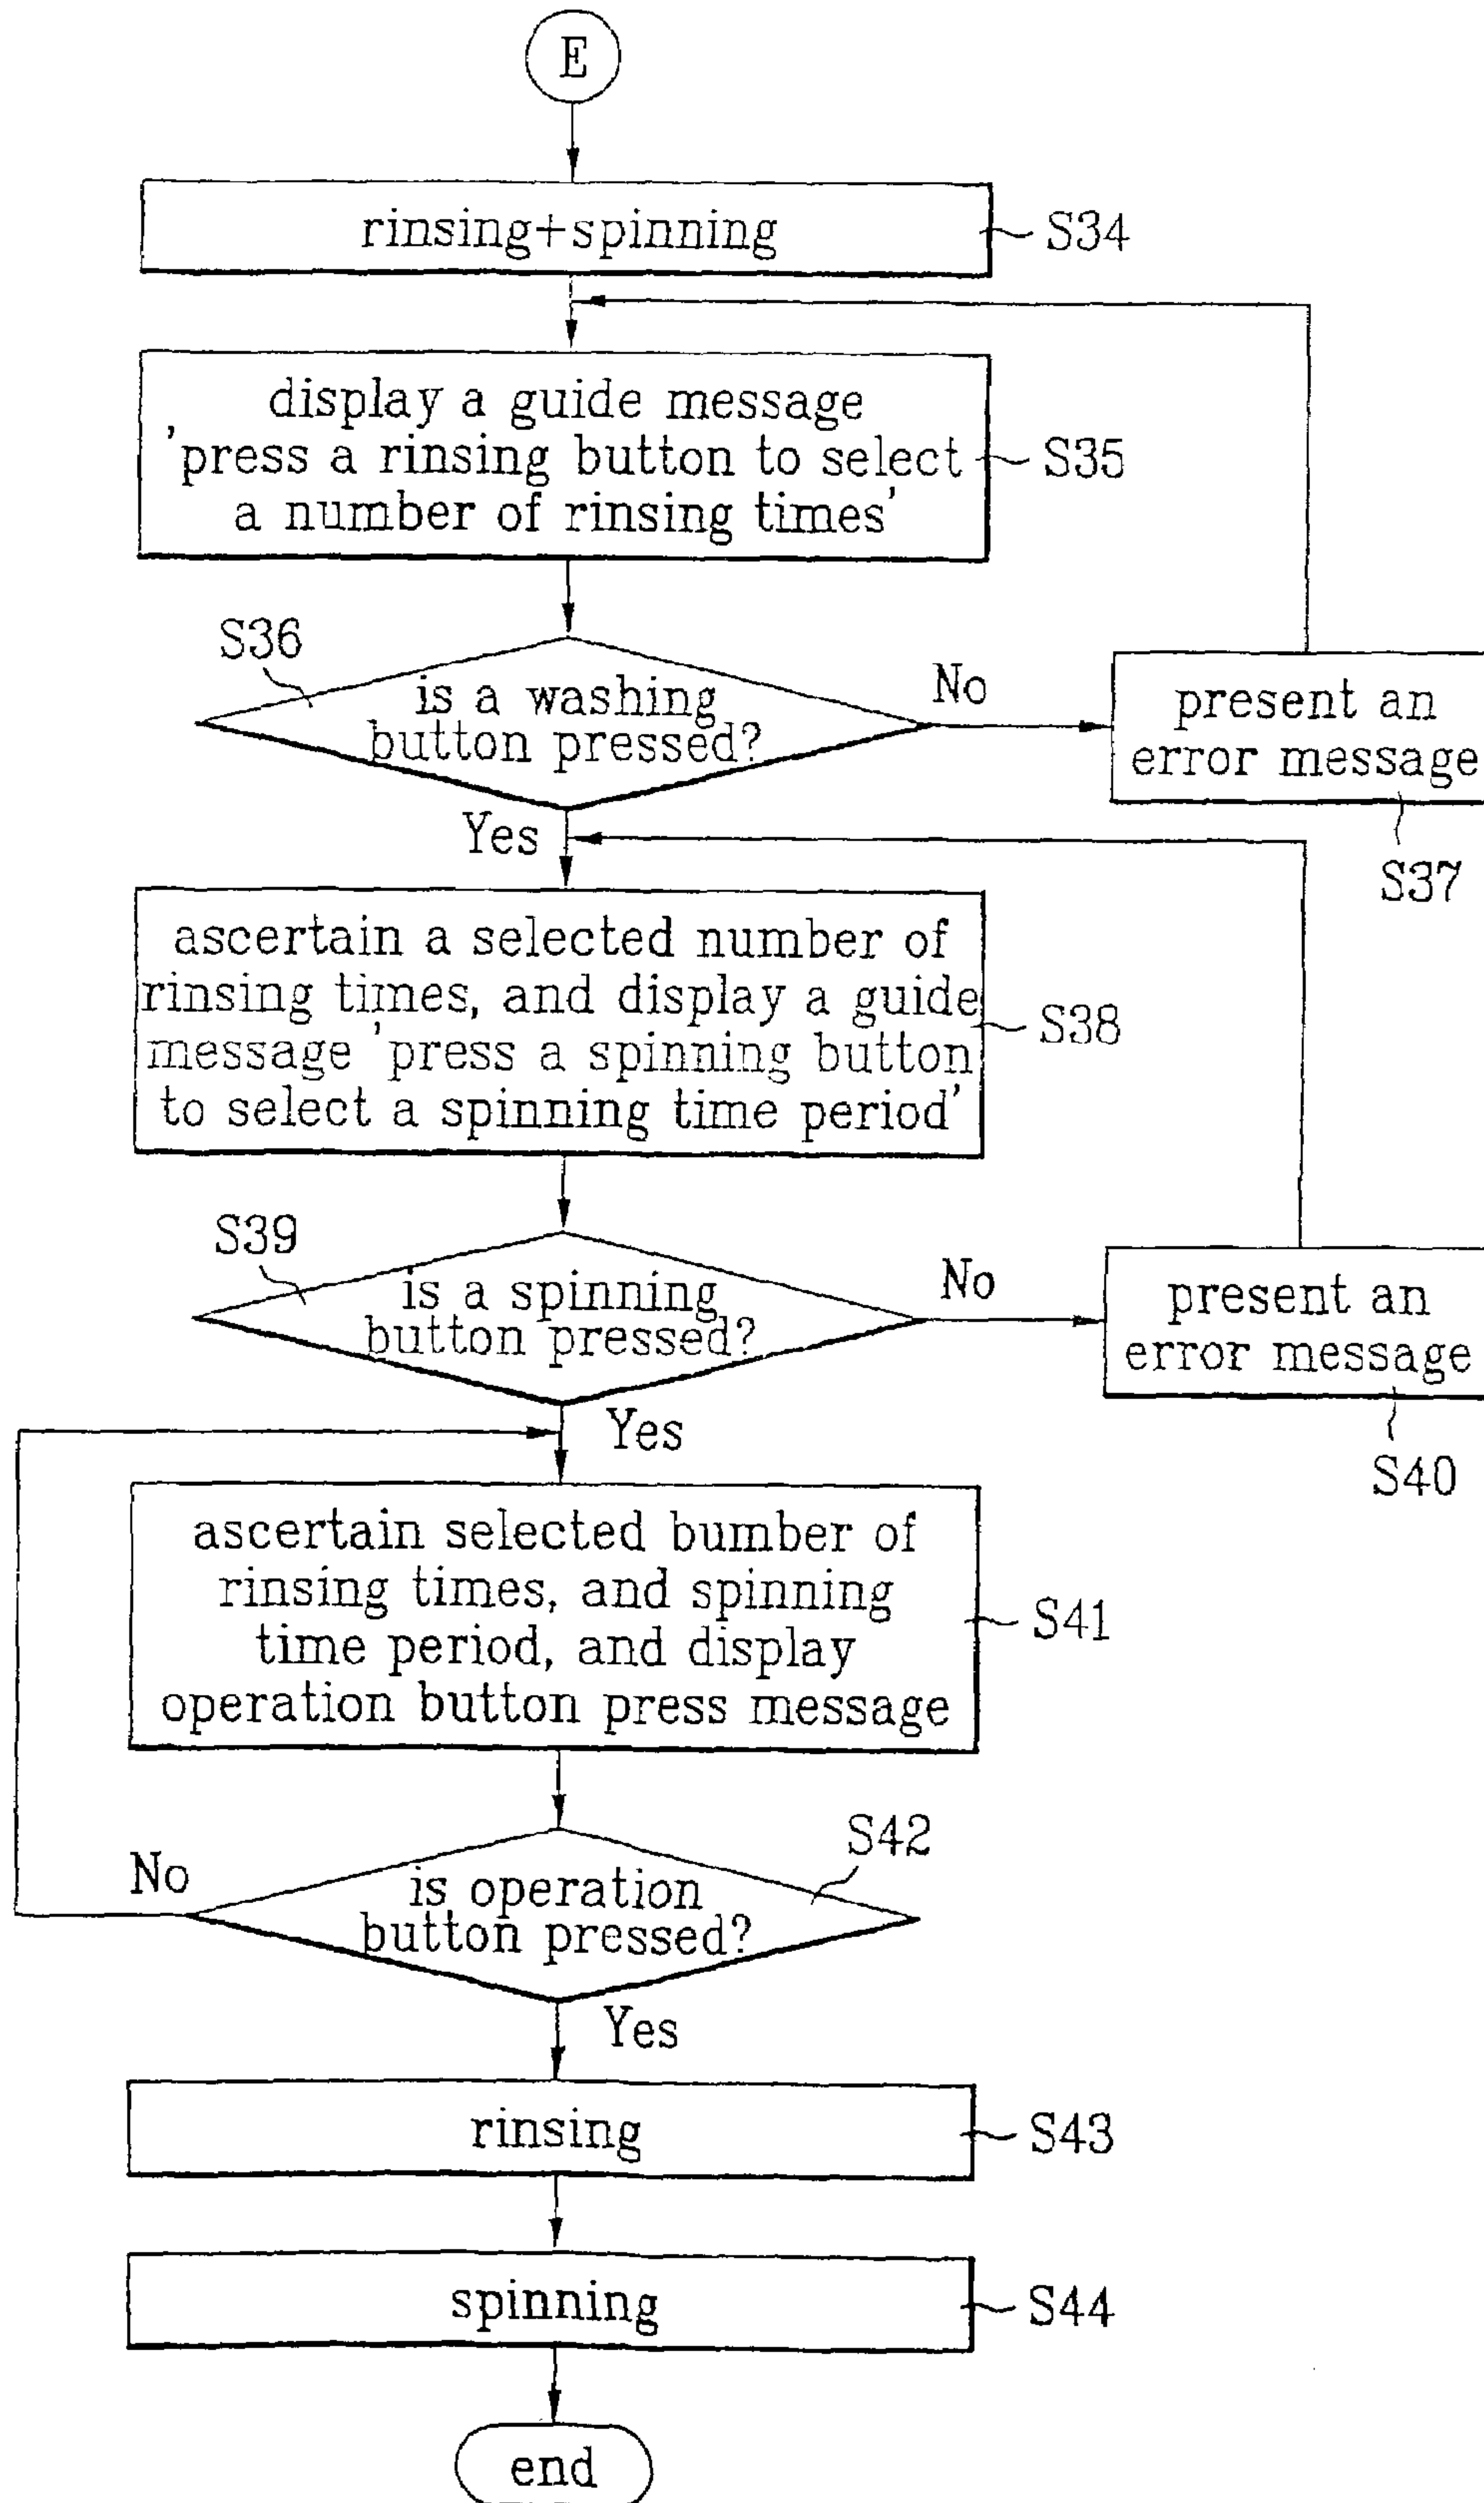 E
rinsing+spinning
S34
display a guide message
'press a rinsing button to select
a number of rinsing times'
S35
S36
is a washing
button pressed?
No
present an
error message
S37
Yes
ascertain a selected number of
rinsing times, and display a guide
message 'press a spinning button
to select a spinning time period'
S38
S39
is a spinning
button pressed?
No
present an
error message
S40
Yes
ascertain selected bumber of
rinsing times, and spinning
time period, and display
operation button press message
S41
S42
is operation
button pressed?
No
Yes
rinsing
S43
spinning
S44
end